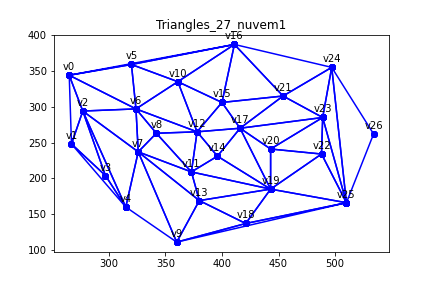 Triangles_27_nuvem1
400
350
300
250
200
150
100
300
350
400
450
500
v16
v5
v24
v0
v10
v21
v15
v2
v6
v23
v17
v12
v8
v26
v1
v7
v14
v20
v22
v11
v3
v19
v13
v4
v25
v18
v9